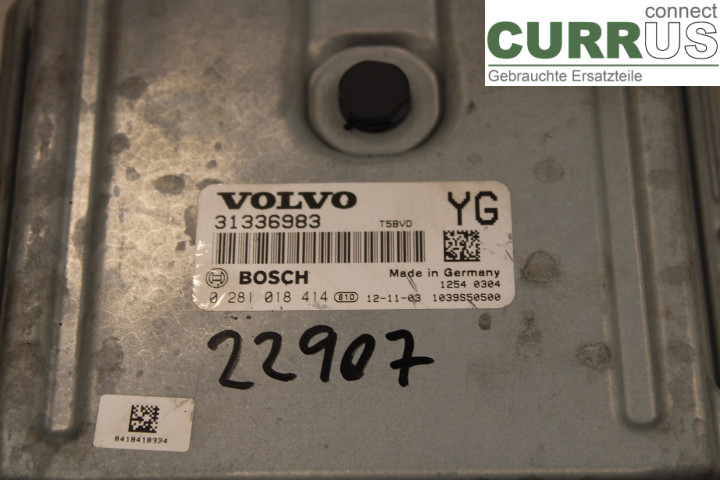 connect
CURRUS
Gebrauchte Ersatzteile
VOLVO
YG
31336983
T5BVD
BOSCH
Made in Germany
1254 0304
0 281 018 414 810 12-11-03 1039S50500
22907
8418418324